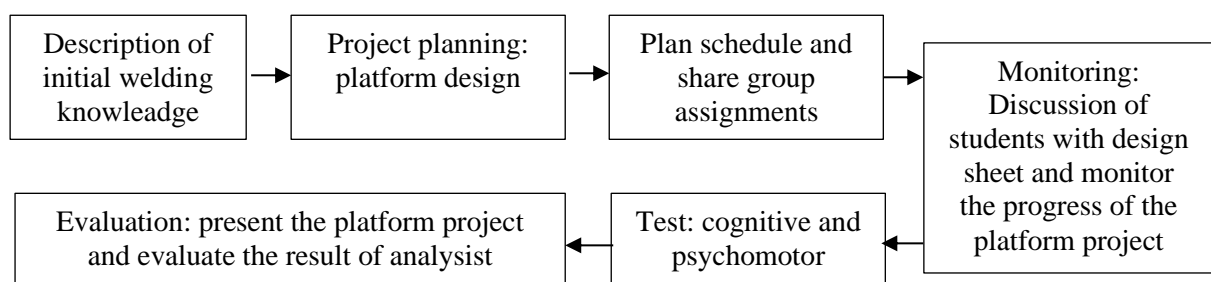 Description of
initial welding
knowleadge
Project planning:
platform design
Plan schedule and
share group
assignments
Monitoring:
Discussion of
students with design
sheet and monitor
the progress of the
platform project
Test: cognitive and
psychomotor
Evaluation: present the platform project
and evaluate the result of analysist